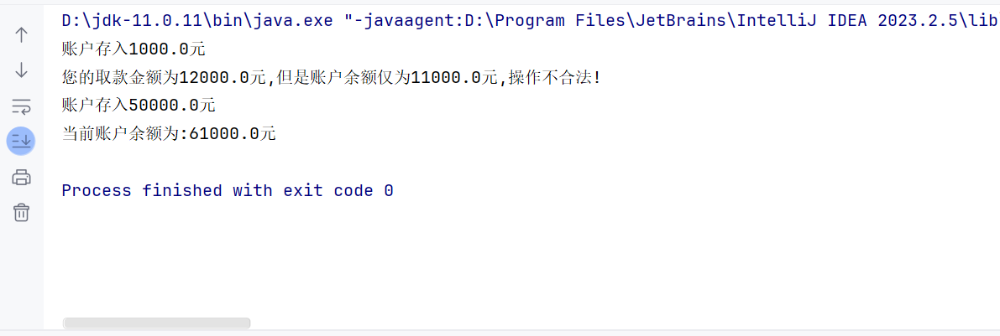 D:\jdk-11.0.11\bin\java.exe "-javaagent:D:\Program Files\JetBrains\IntelliJ IDEA 2023.2.5\lib
账户存入1000.0元
您的取款金额为12000.0元,但是账户余额仅为11000.0元,操作不合法!
账户存入50000.0元
当前账户余额为:61000.0元
Process finished with exit code 0